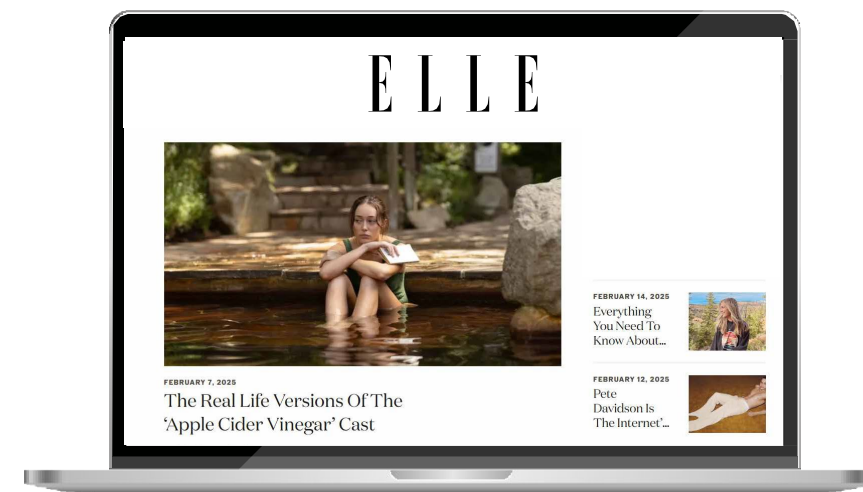 ELLE
FEBRUARY 7, 2025
The Real Life Versions Of The
‘Apple Cider Vinegar’ Cast
FEBRUARY 14, 2025
Everything
You Need To
Know About...
FEBRUARY 12, 2025
Pete
Davidson Is
The Internet’...